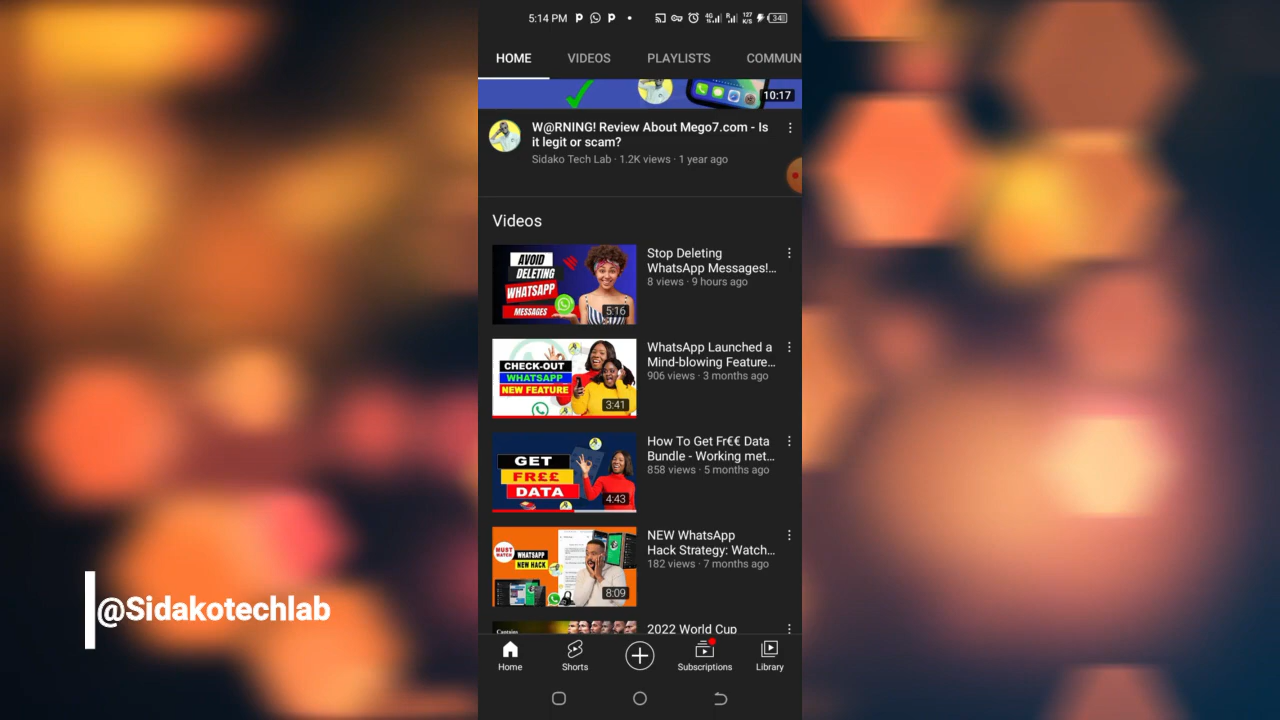 5:14 PM P P • 4G R 127 K/S 34
HOME VIDEOS PLAYLISTS COMMUN
10:17
W@RNING! Review About Mego7.com - Is
it legit or scam?
Sidako Tech Lab · 1.2K views · 1 year ago
Videos
AVOID
DELETING
WHATSAPP
MESSAGES
5:16
Stop Deleting
WhatsApp Messages!...
8 views · 9 hours ago
CHECK-OUT
WHATSAPP
NEW FEATURE
3:41
WhatsApp Launched a
Mind-blowing Feature...
906 views · 3 months ago
GET
FR££
DATA
4:43
How To Get Fr€€ Data
Bundle - Working met...
858 views · 5 months ago
MUST
WATCH
WHATSAPP
NEW HACK
8:09
NEW WhatsApp
Hack Strategy: Watch...
182 views · 7 months ago
Contains
2022 World Cup
@Sidakotechlab
Home Shorts Subscriptions Library